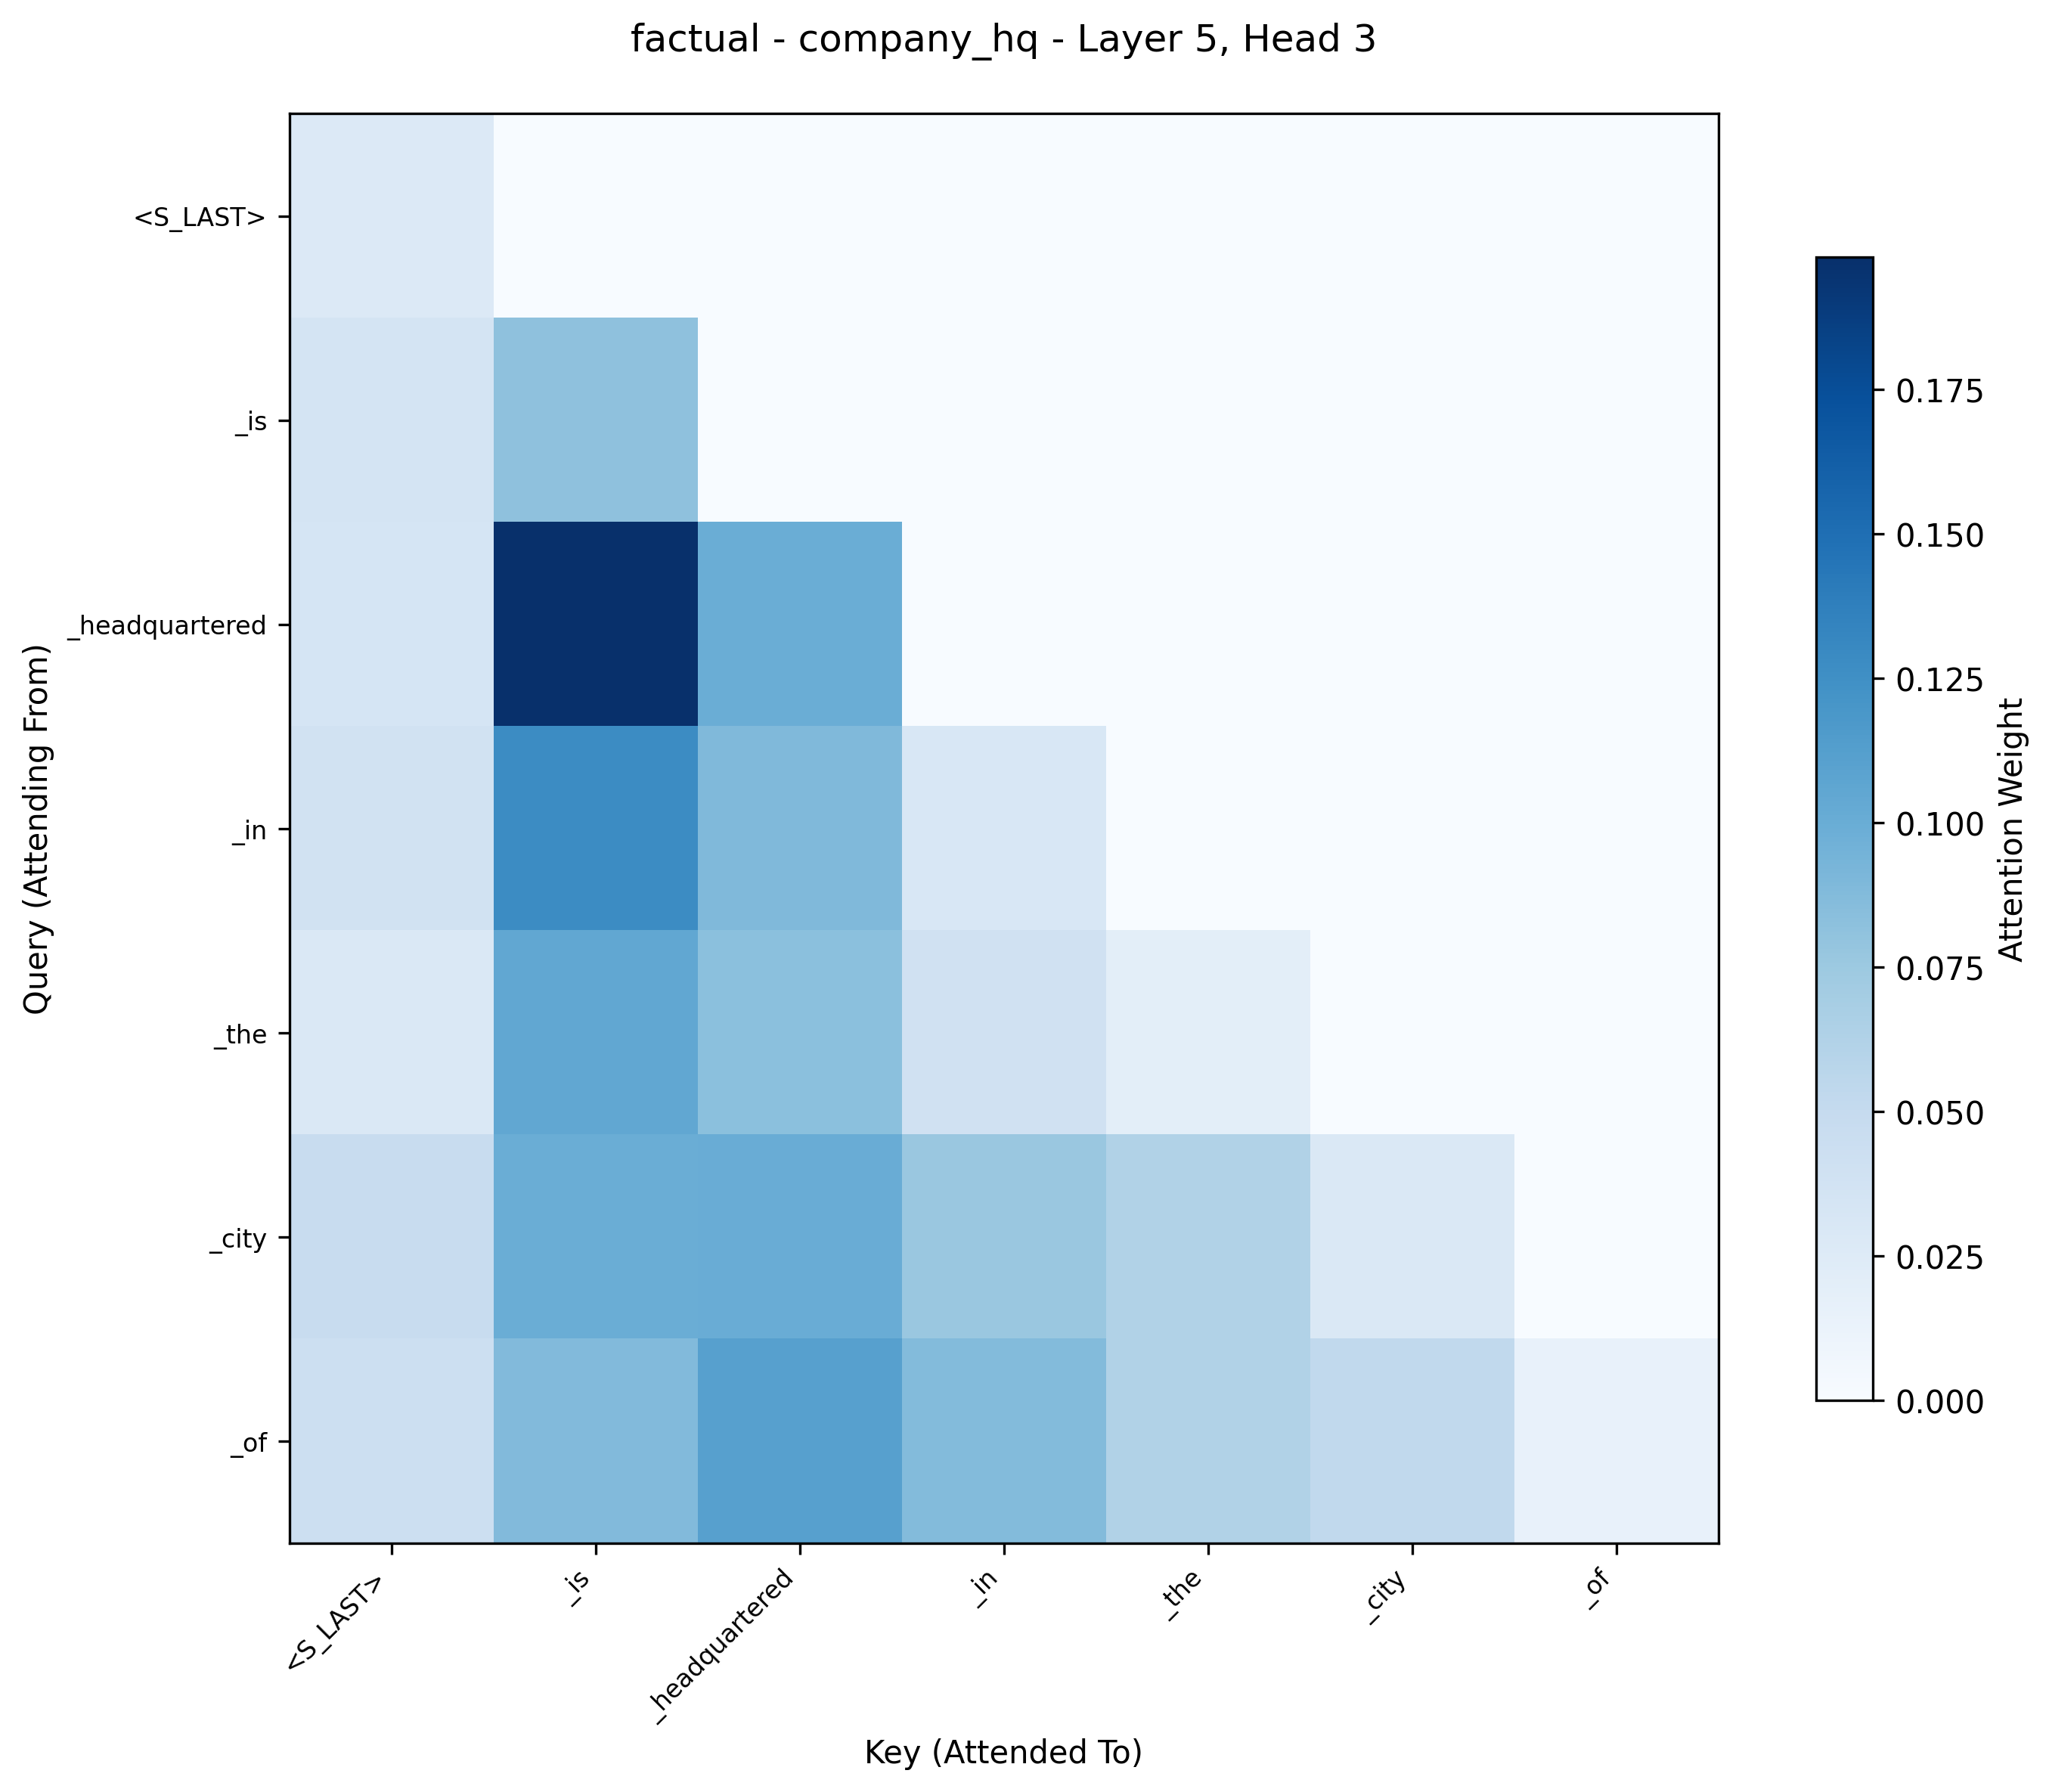 factual - company_hq - Layer 5, Head 3
Query (Attending From)
<S_LAST>
_is
_headquartered
_in
_the
_city
_of
<S_LAST>
_is
_headquartered
_in
_the
_city
_of
Key (Attended To)
0.175
0.150
0.125
0.100
0.075
0.050
0.025
0.000
Attention Weight